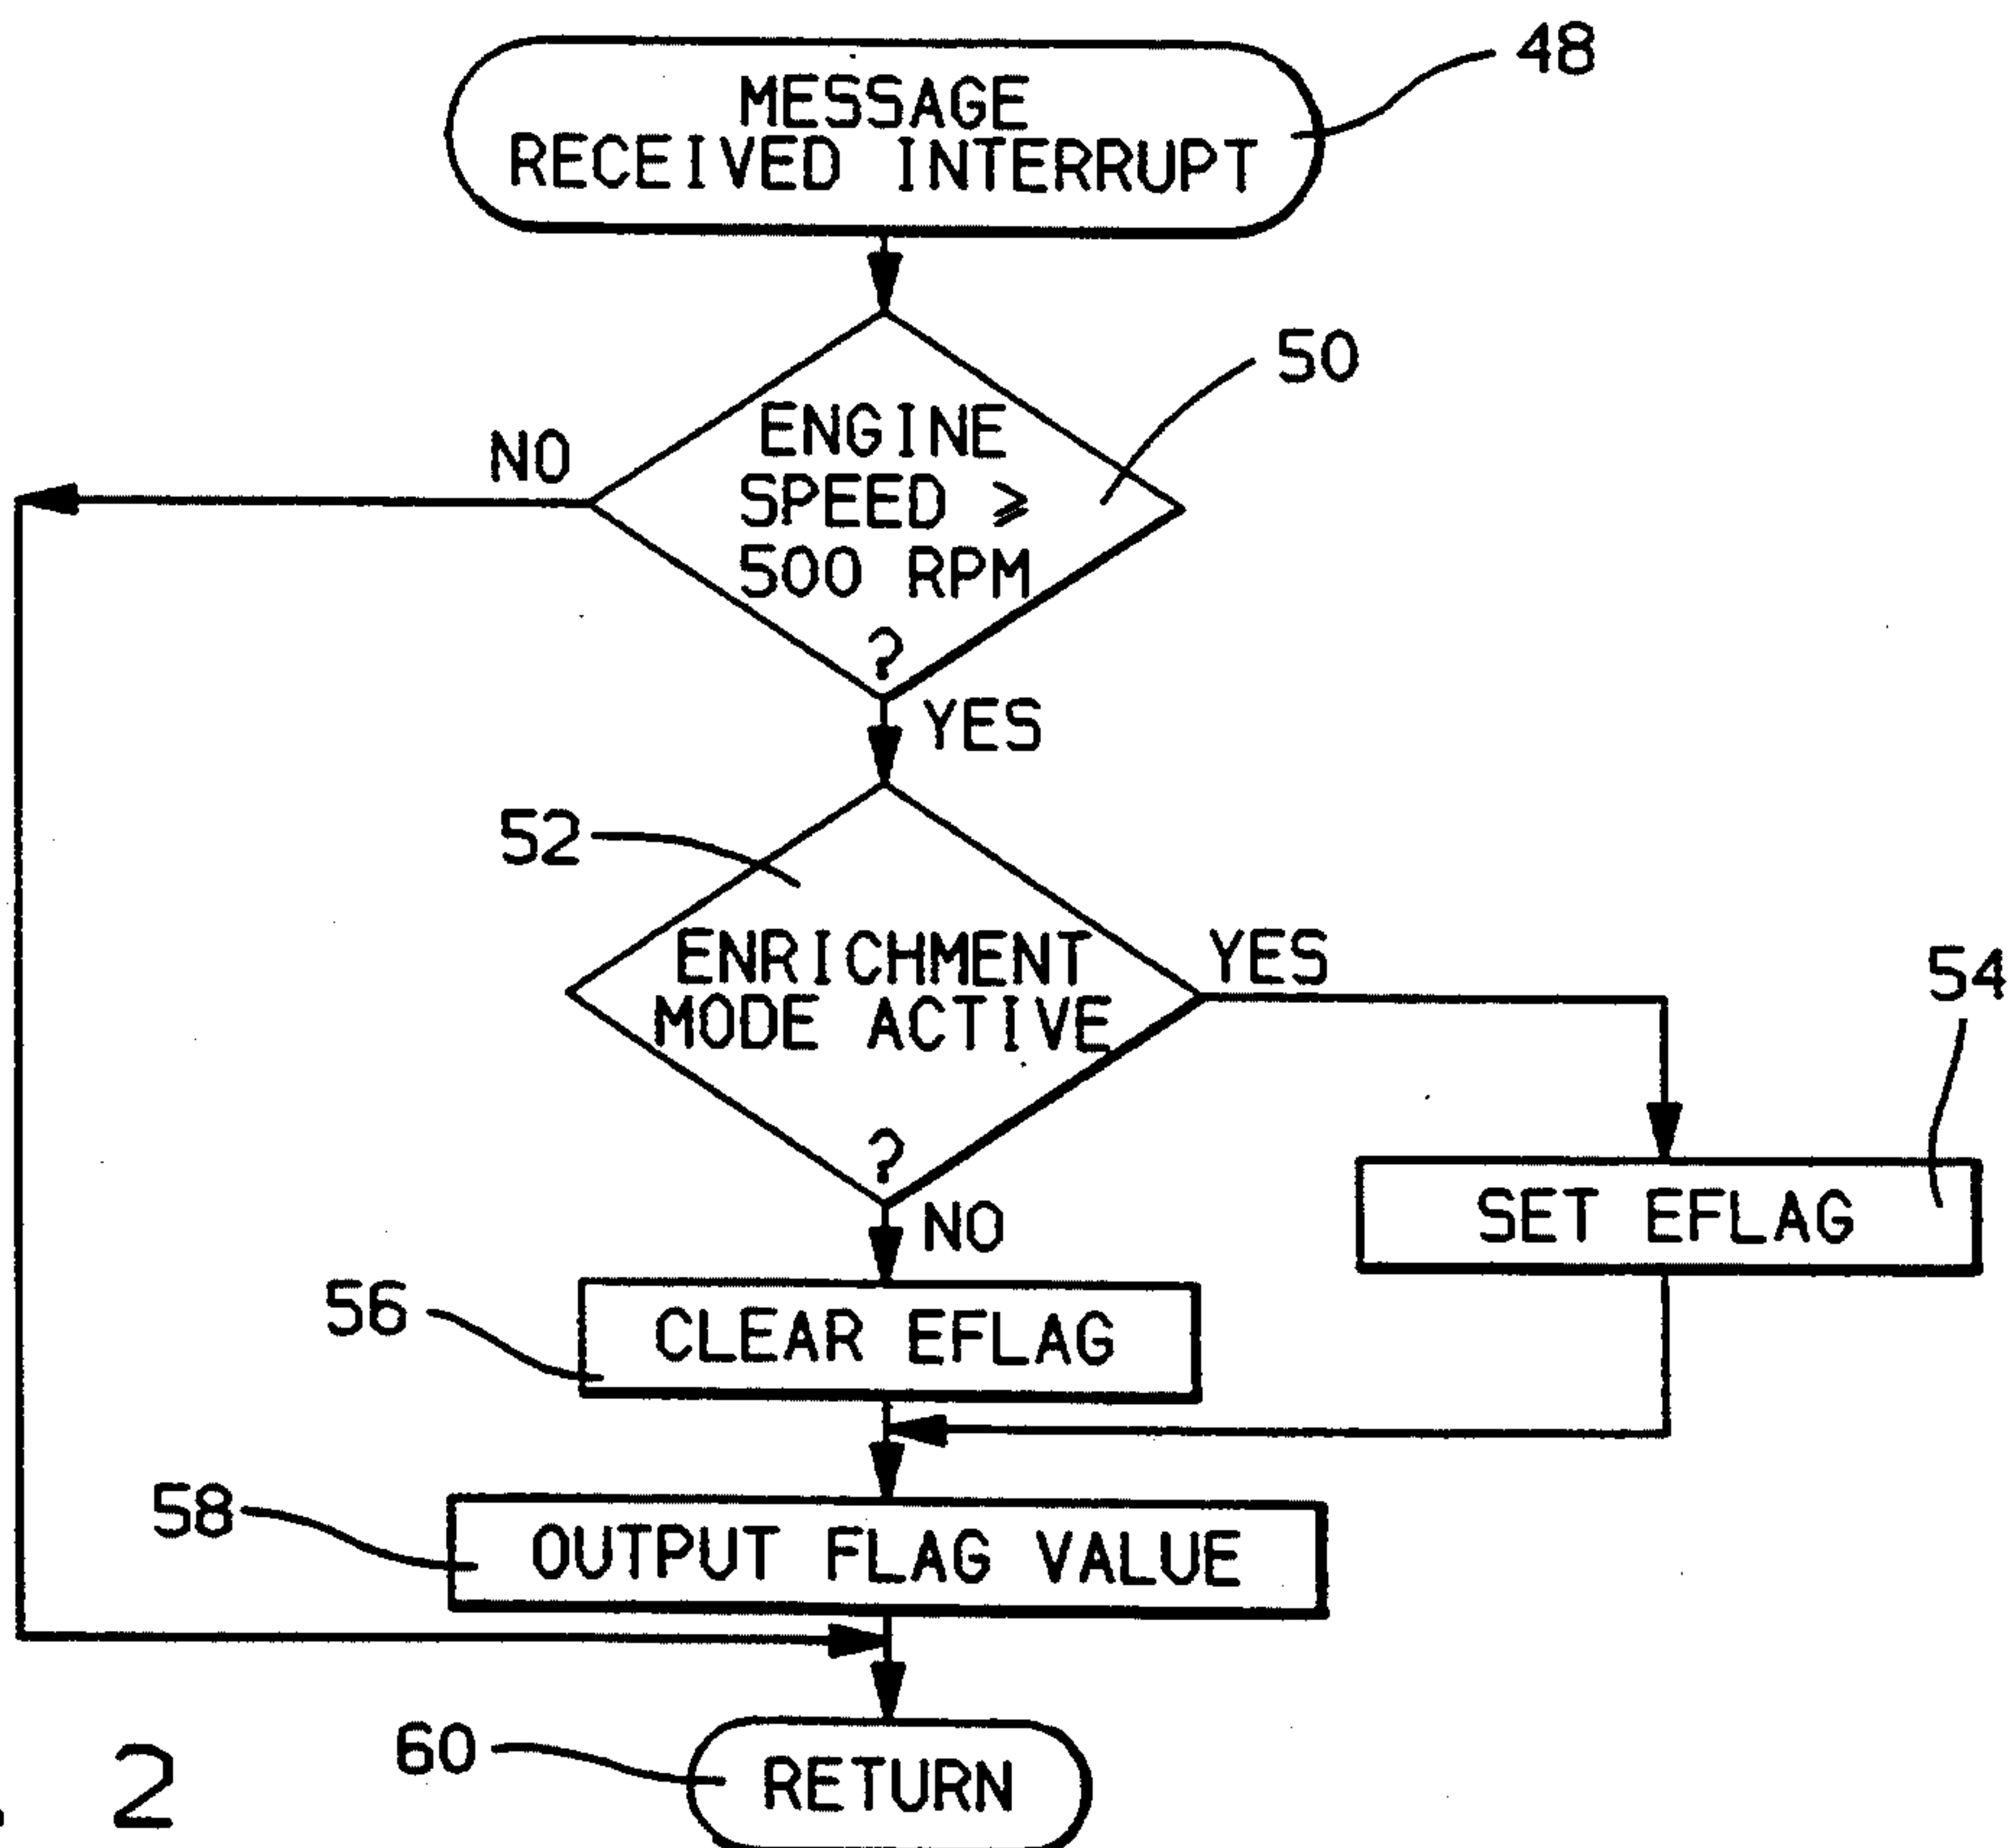 MESSAGE
RECEIVED INTERRUPT
48
ENGINE
SPEED ≥
500 RPM
?
50
NO
YES
52
ENRICHMENT
MODE ACTIVE
?
YES
54
NO
SET EFLAG
56
CLEAR EFLAG
58
OUTPUT FLAG VALUE
60
RETURN
2